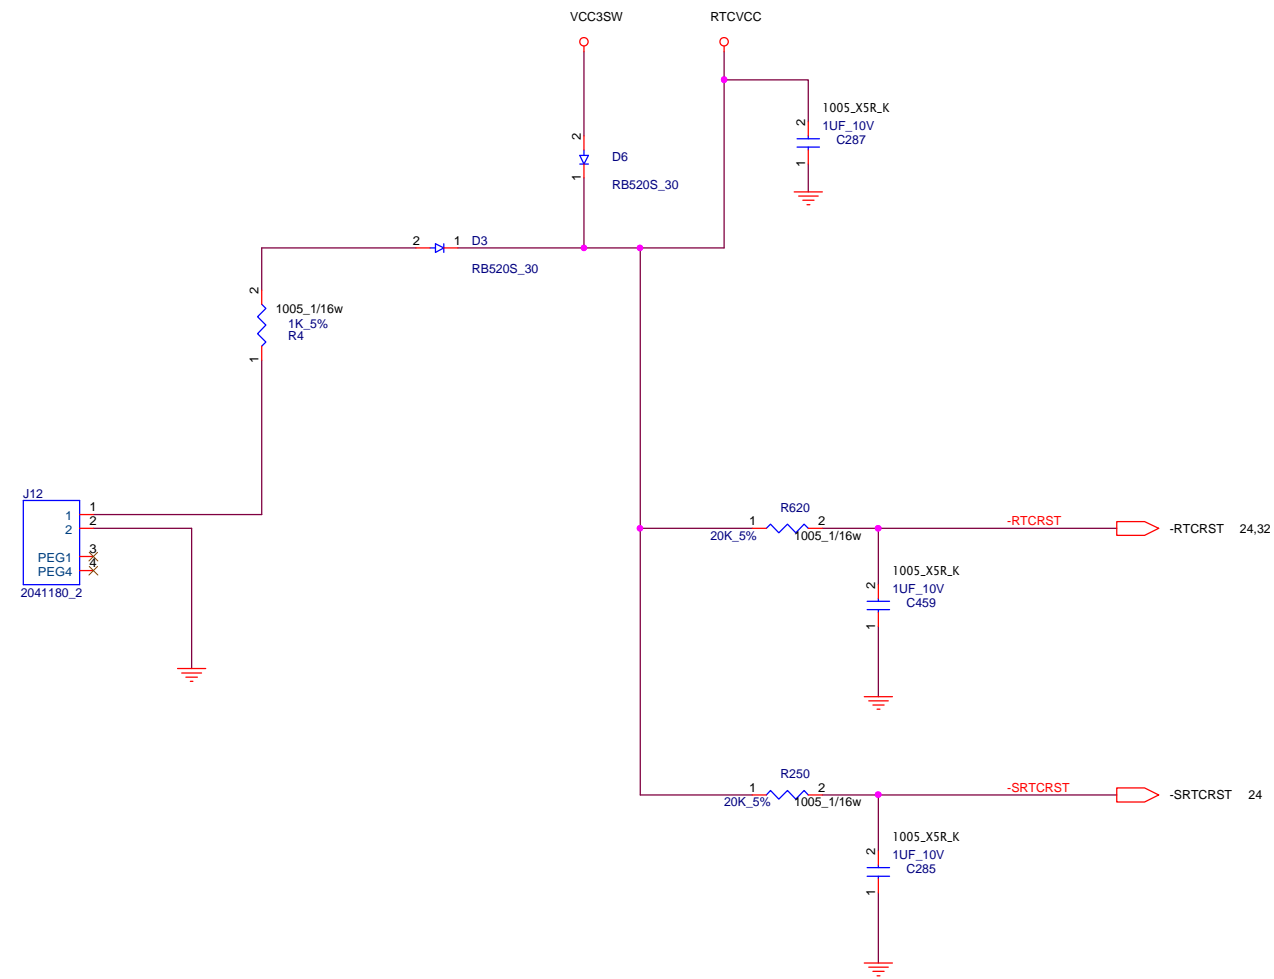 VCC3SW
RTCVCC
1005_X5R_K
2
1UF_10V
C287
1
2
D6
1
RB520S_30
2
1
D3
RB520S_30
2
1005_1/16w
1K_5%
R4
1
J12
1
1
2
2
3
PEG1
4
PEG4
2041180_2
R620
1
2
20K_5%
1005_1/16w
-RTCRST
-RTCRST 24,32
1005_X5R_K
2
1UF_10V
C459
1
R250
1
2
20K_5%
1005_1/16w
-SRTCRST
-SRTCRST 24
1005_X5R_K
2
1UF_10V
C285
1